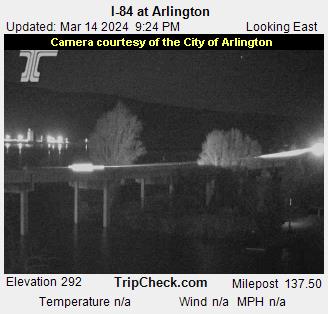 I-84 at Arlington
Updated: Mar 14 2024 9:24 PM Looking East
Camera courtesy of the City of Arlington
Elevation 292 TripCheck.com Milepost 137.50
Temperature n/a Wind n/a MPH n/a